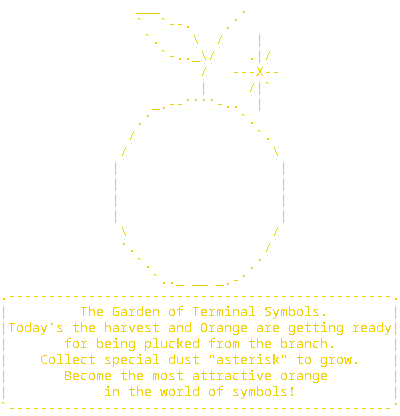 The Garden of Terminal Symbols.
Today's the harvest and Orange are getting ready
for being plucked from the branch.
Collect special dust "asterisk" to grow.
Become the most attractive orange
in the world of symbols!